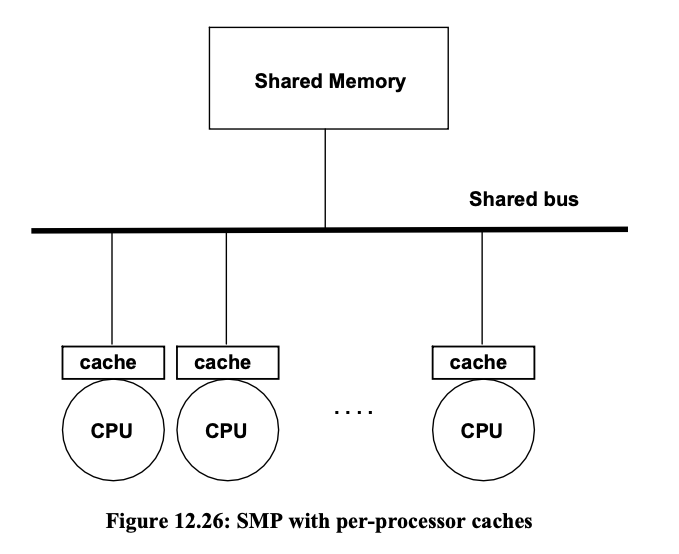 Shared Memory
Shared bus
cache cache cache
CPU CPU .... CPU
Figure 12.26: SMP with per-processor caches